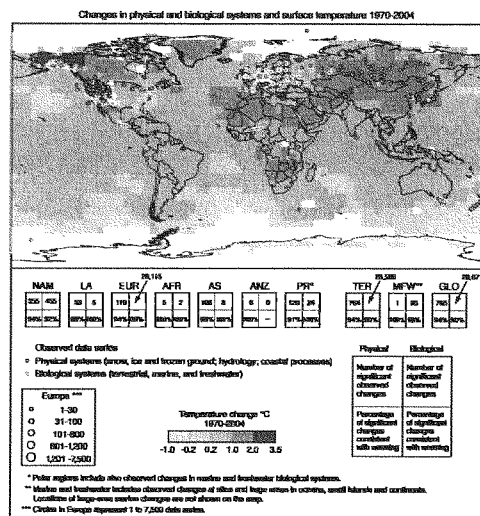 Changes in physical and biological systems and surface temperature 1970-2004
28,115 28,586 28,671
NAM LA EUR AFR AS ANZ PR* TER MFW** GLO
355 455 53 5 119 5 2 106 8 6 0 120 24 764 1 85 765
94% 92% 98% 100% 94% 89% 100% 100% 96% 100% – 91% 100% 94% 90% 100% 99% 94% 90%
Observed data series
Physical systems (snow, ice and frozen ground; hydrology; coastal processes)
Biological systems (terrestrial, marine, and freshwater)
Europe ***
1-30
31-100
101-800
801-1,200
1,201-7,500
Temperature change °C
1970-2004
-1.0 -0.2 0.2 1.0 2.0 3.5
Physical Biological
Number of significant observed changes
Number of significant observed changes
Percentage of significant changes consistent with warming
Percentage of significant changes consistent with warming
* Polar regions include also observed changes in marine and freshwater biological systems.
** Marine and freshwater includes observed changes at sites and large areas in oceans, small islands and continents.
Locations of large-area marine changes are not shown on the map.
*** Circles in Europe represent 1 to 7,500 data series.